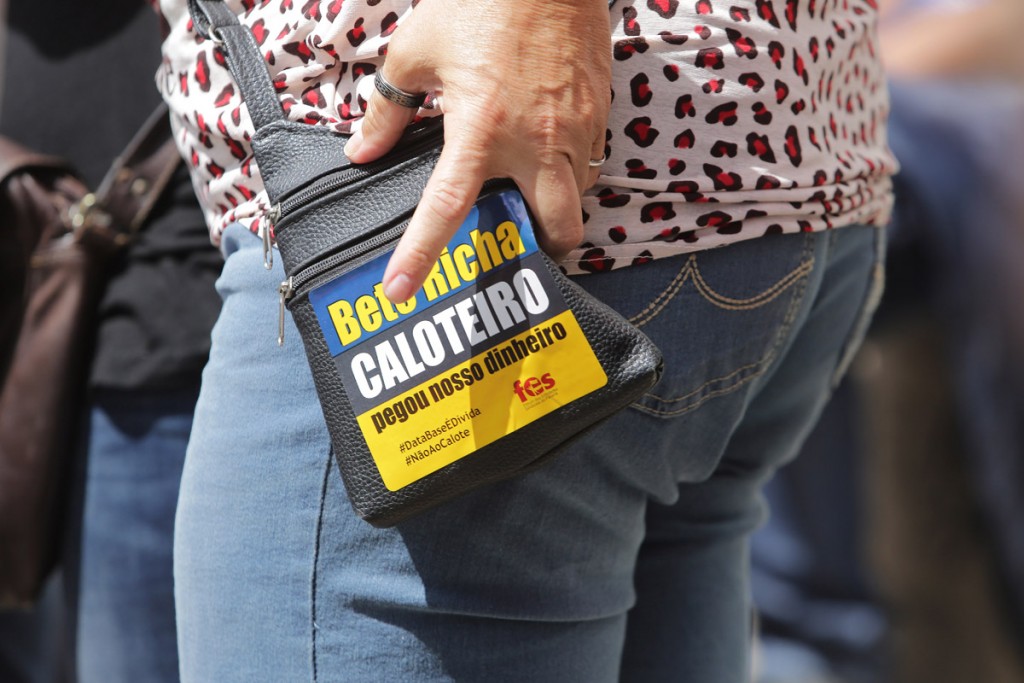 Beto Richa
CALOTEIRO
pegou nosso dinheiro
fes
#DataBaseÉDívida
#NãoAoCalote